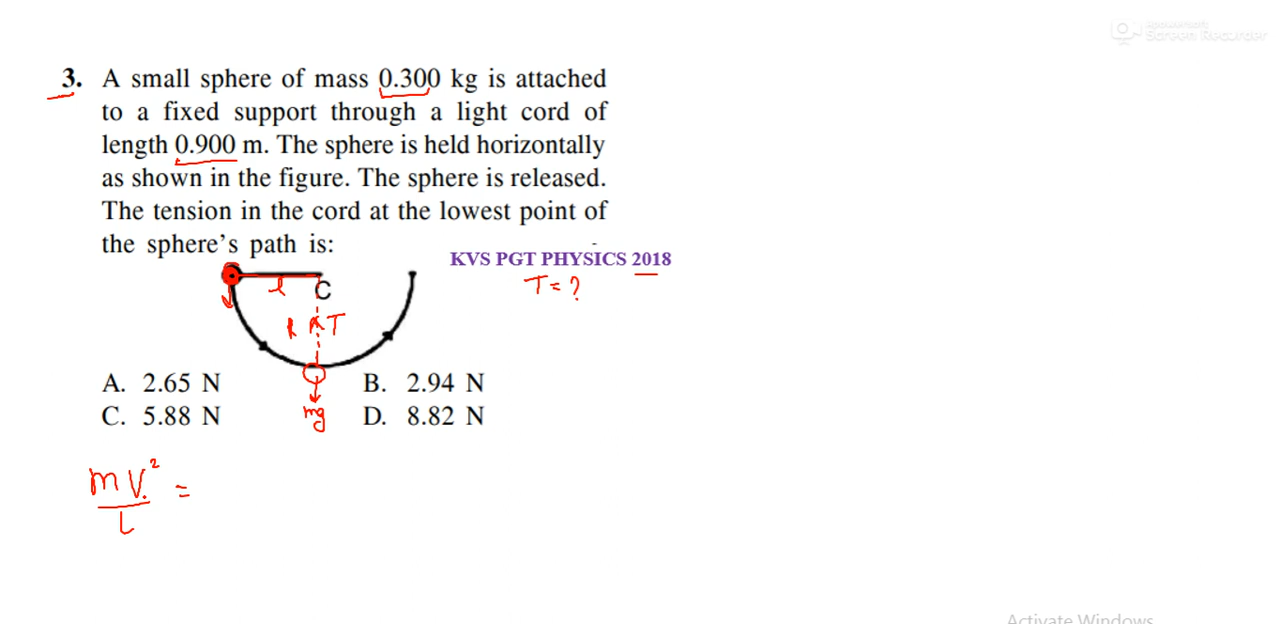 Screen Recorder
3. A small sphere of mass 0.300 kg is attached
to a fixed support through a light cord of
length 0.900 m. The sphere is held horizontally
as shown in the figure. The sphere is released.
The tension in the cord at the lowest point of
the sphere's path is:
KVS PGT PHYSICS 2018
T = ?
l C
T
A. 2.65 N B. 2.94 N
C. 5.88 N mg D. 8.82 N
mv² =
L
Activate Windows